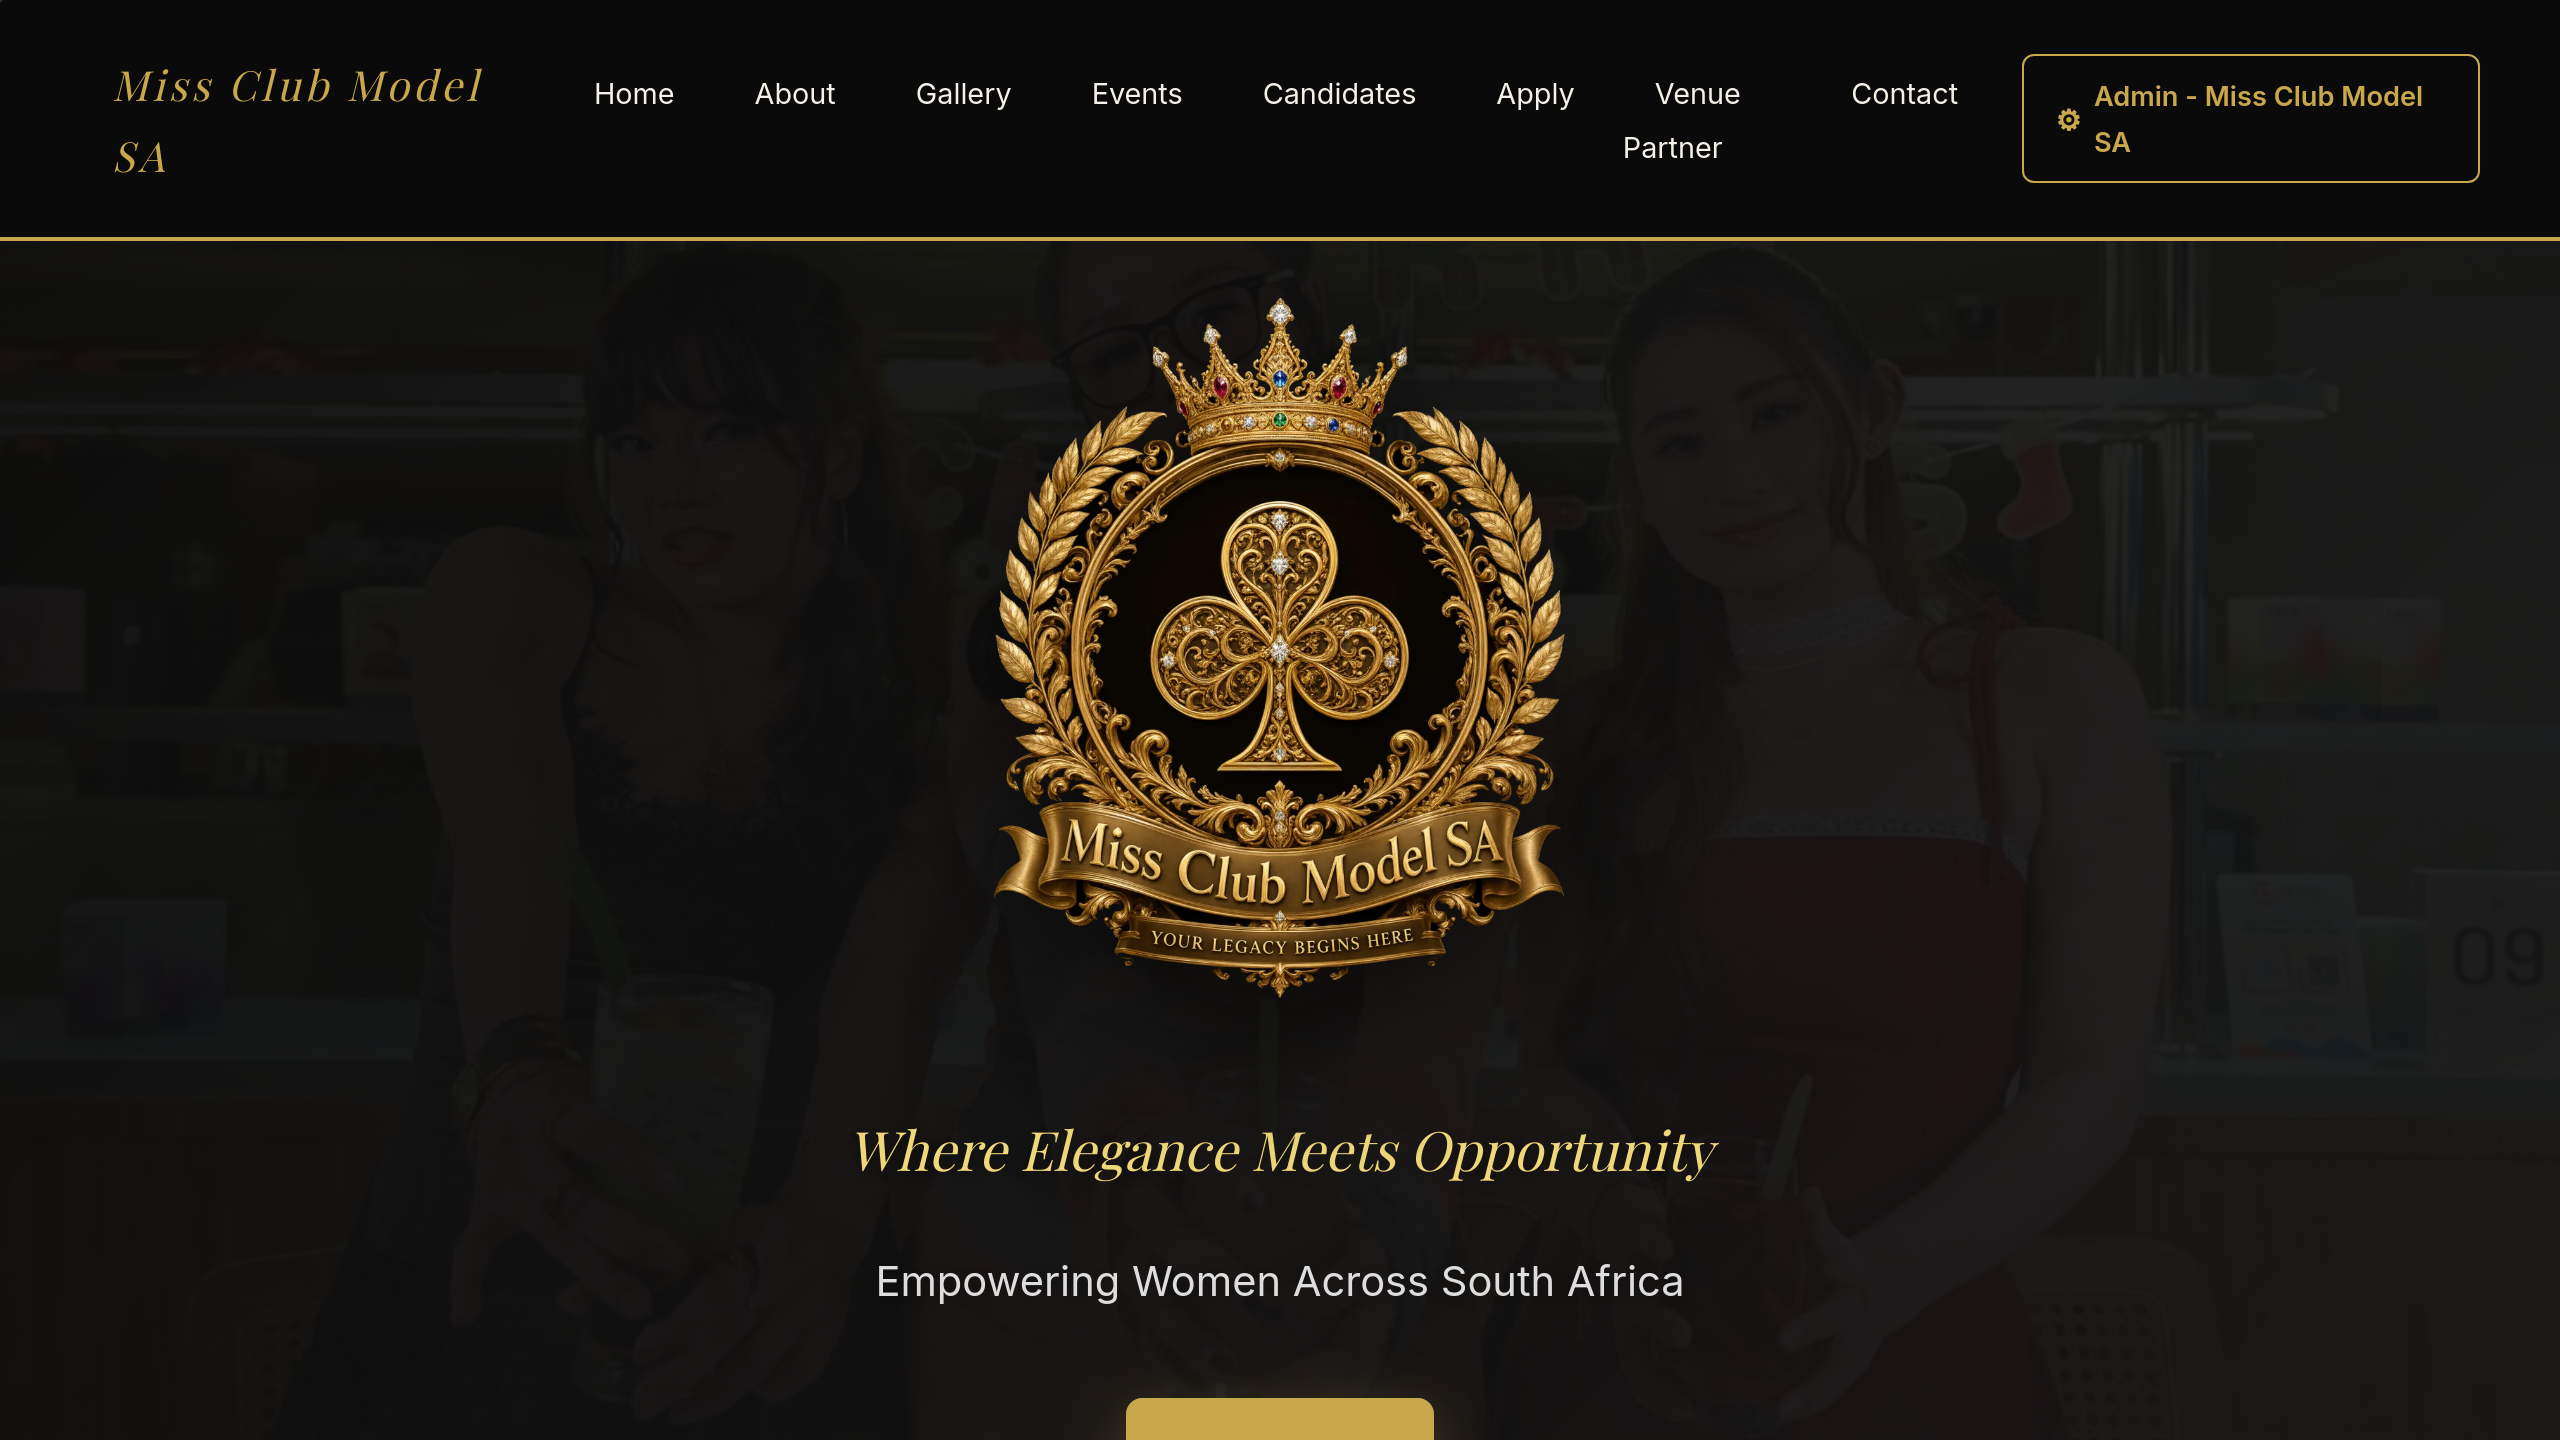 Miss Club Model
SA
Home About Gallery Events Candidates Apply Venue Partner Contact
⚙ Admin - Miss Club Model
SA
Miss Club Model SA
YOUR LEGACY BEGINS HERE
09
Where Elegance Meets Opportunity
Empowering Women Across South Africa